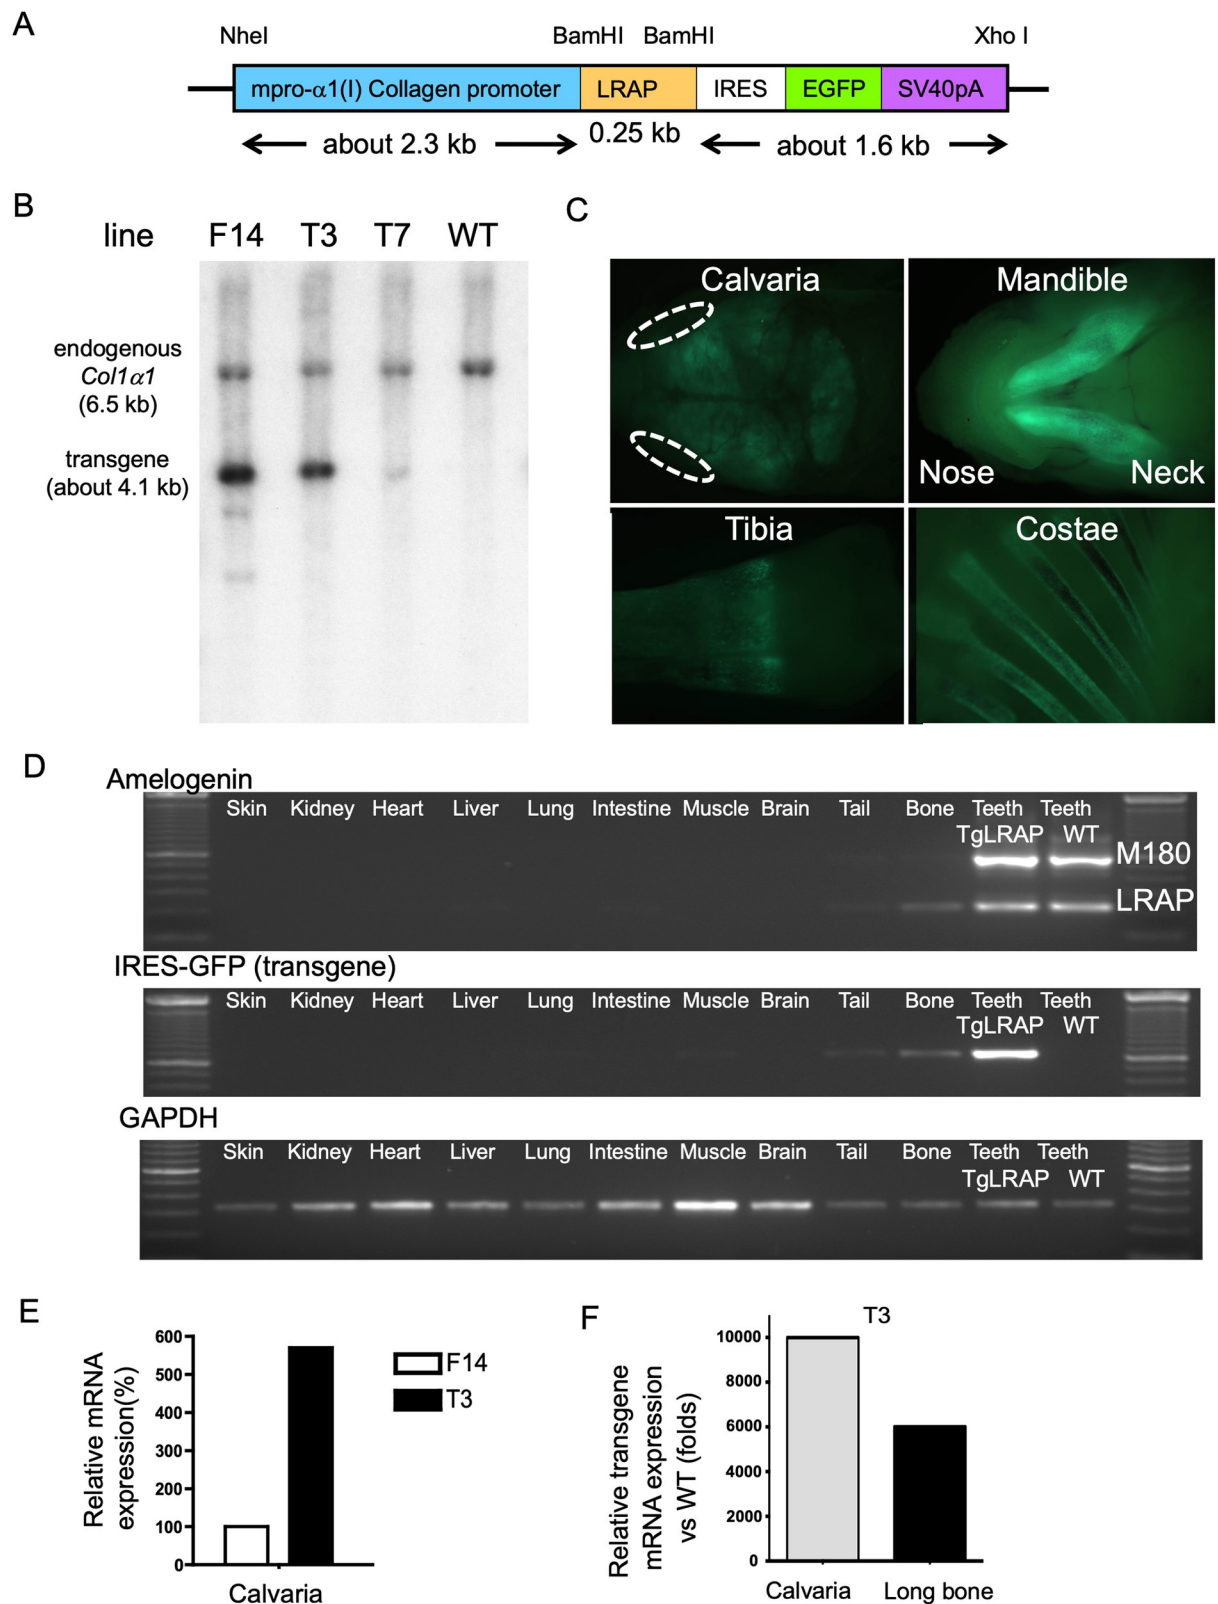 A
NheI BamHI BamHI Xho I
mpro-α1(I) Collagen promoter LRAP IRES EGFP SV40pA
about 2.3 kb 0.25 kb about 1.6 kb
B
line F14 T3 T7 WT
endogenous
Col1α1
(6.5 kb)
transgene
(about 4.1 kb)
C
Calvaria Mandible
Nose Neck
Tibia Costae
D
Amelogenin
Skin Kidney Heart Liver Lung Intestine Muscle Brain Tail Bone Teeth Teeth
TgLRAP WT
M180
LRAP
IRES-GFP (transgene)
Skin Kidney Heart Liver Lung Intestine Muscle Brain Tail Bone Teeth Teeth
TgLRAP WT
GAPDH
Skin Kidney Heart Liver Lung Intestine Muscle Brain Tail Bone Teeth Teeth
TgLRAP WT
E
Relative mRNA
expression(%)
600
500
400
300
200
100
0
Calvaria
F14
T3
F
T3
Relative transgene
mRNA expression
vs WT (folds)
10000
8000
6000
4000
2000
0
Calvaria Long bone